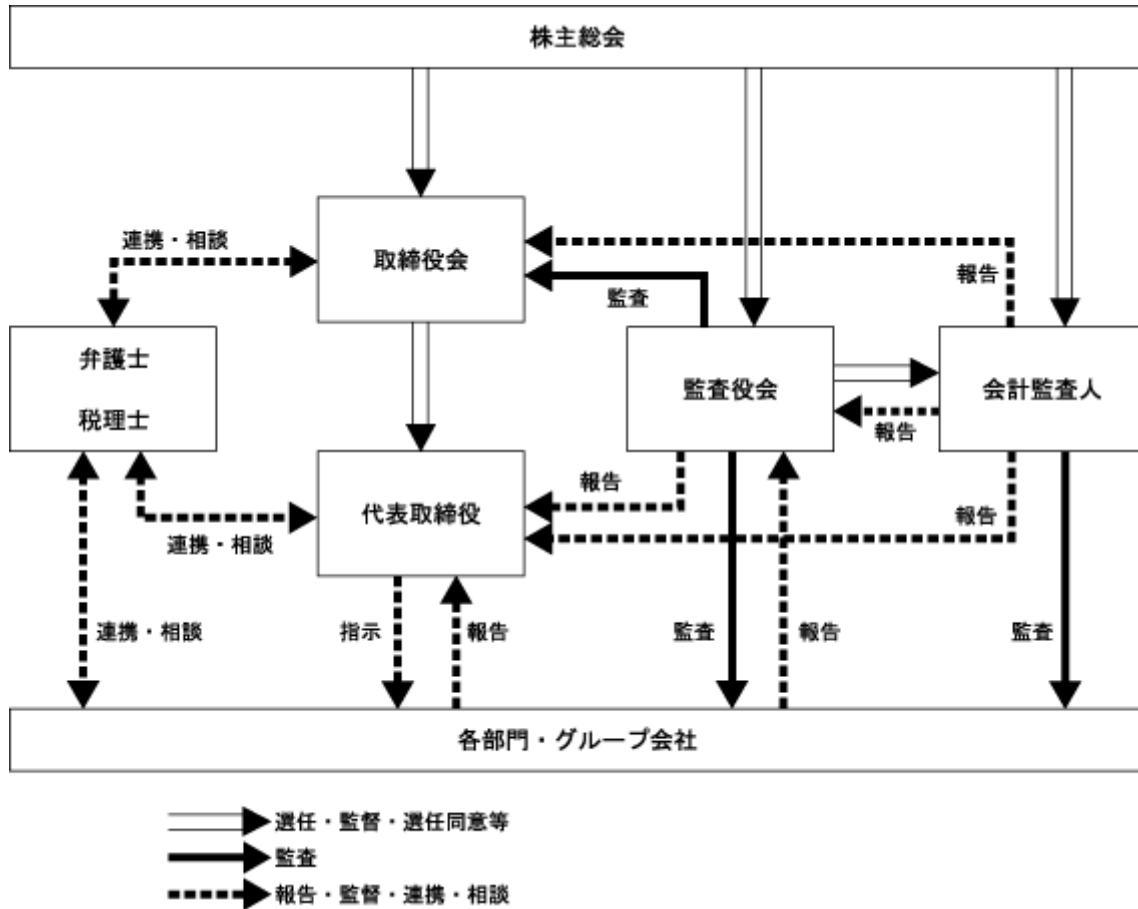 株主総会
連携・相談
取締役会
報告
監査
弁護士
税理士
監査役会
会計監査人
報告
報告
代表取締役
報告
連携・相談
連携・相談
指示
報告
監査
報告
監査
各部門・グループ会社
選任・監督・選任同意等
監査
報告・監督・連携・相談